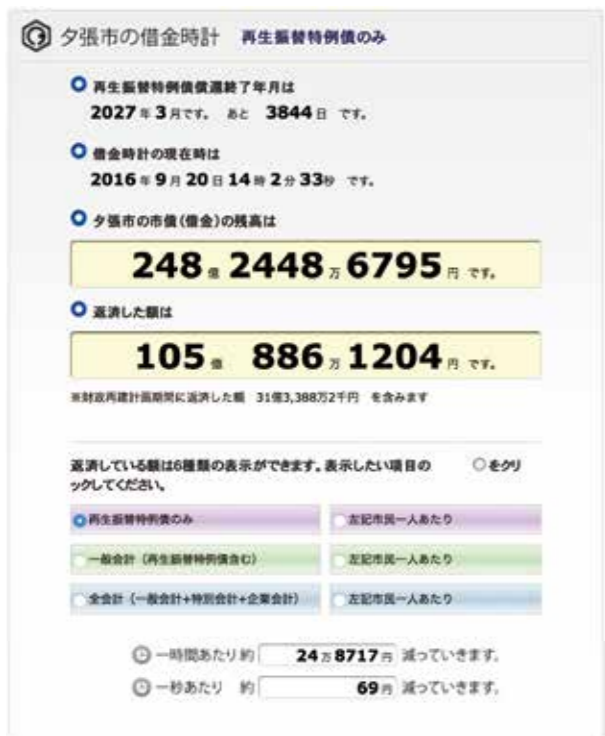 夕張市の借金時計 再生振替特例債のみ
再生振替特例債償還終了年月は
2027年3月です。 あと 3844日 です。
借金時計の現在時は
2016年9月20日14時2分33秒 です。
夕張市の市債(借金)の残高は
248億2448万6795円です。
返済した額は
105億 886万1204円です。
※財政再建計画期間に返済した額 31億3,388万2千円 を含みます
返済している額は6種類の表示ができます。表示したい項目の ○をクリ
ックしてください。
再生振替特例債のみ 左記市民一人あたり
一般会計(再生振替特例債含む) 左記市民一人あたり
全会計(一般会計+特別会計+企業会計) 左記市民一人あたり
一時間あたり約 24万8717円 減っていきます。
一秒あたり 約 69円 減っていきます。